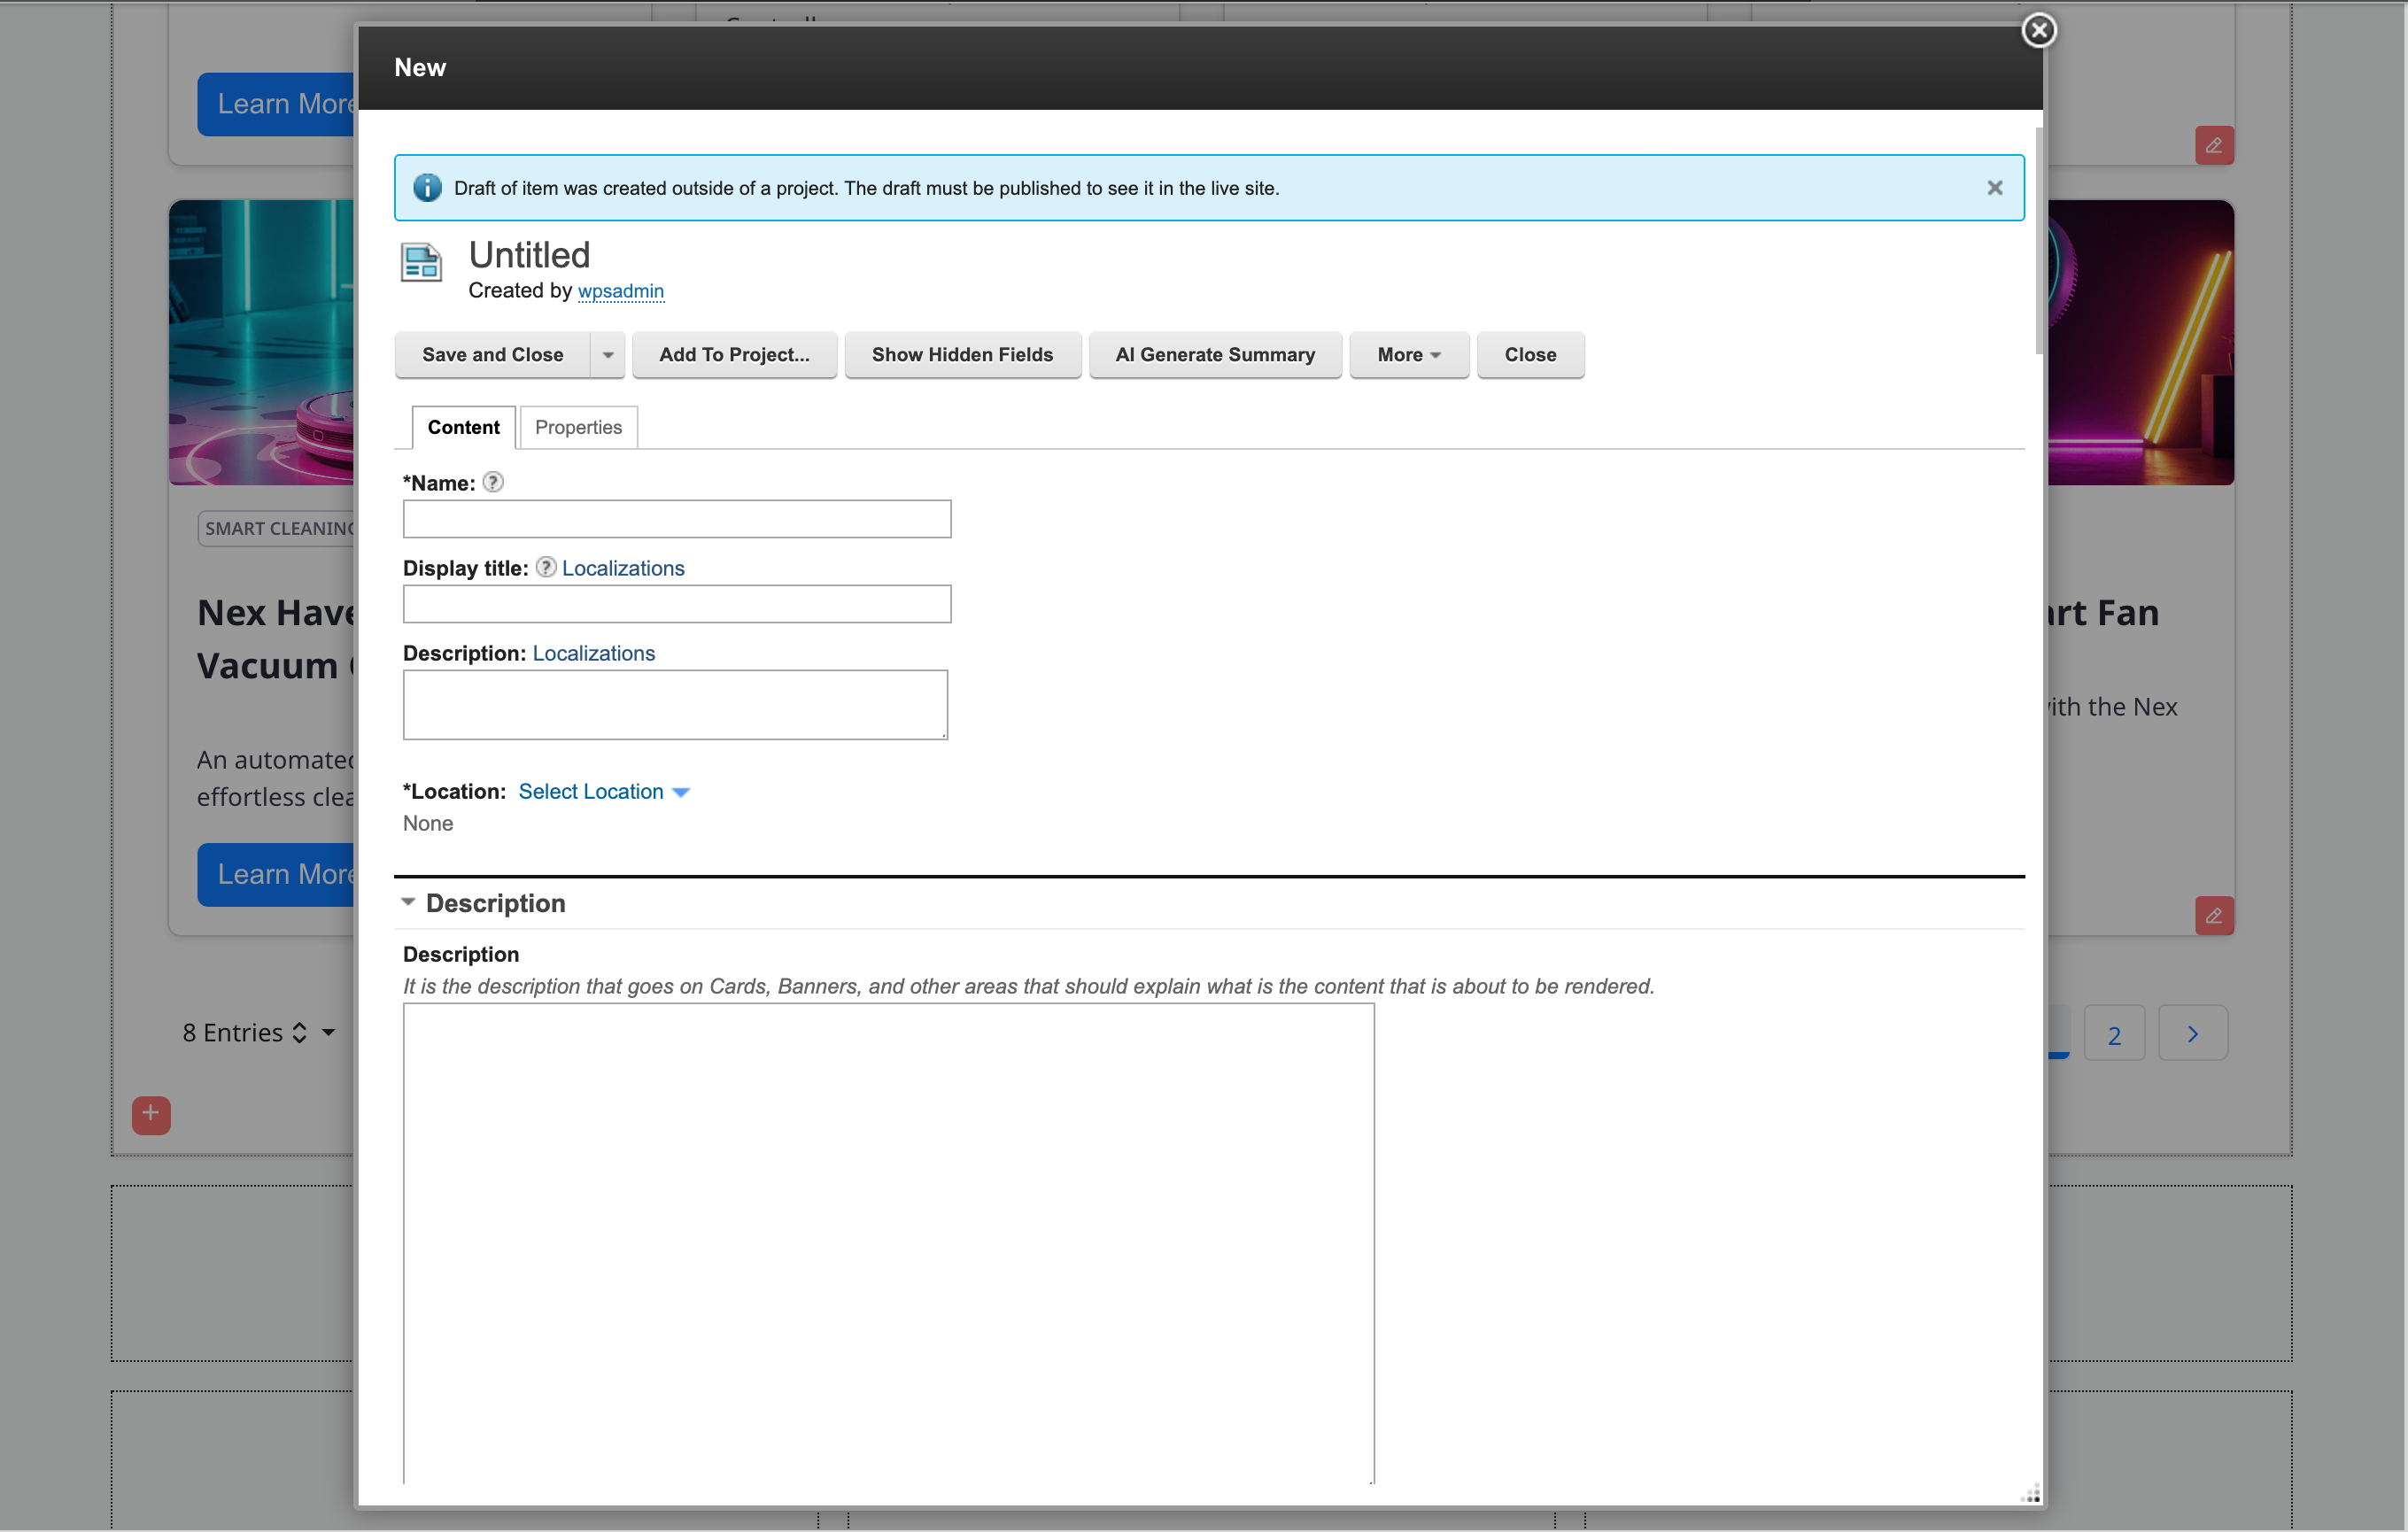 New
Draft of item was created outside of a project. The draft must be published to see it in the live site.
Untitled
Created by wpsadmin
Save and Close
Add To Project...
Show Hidden Fields
AI Generate Summary
More
Close
Content
Properties
*Name:
Display title: Localizations
Description: Localizations
*Location: Select Location
None
Description
Description
It is the description that goes on Cards, Banners, and other areas that should explain what is the content that is about to be rendered.
Learn More
SMART CLEANING
Nex
Vacuum
An automated
effortless
Learn More
8 Entries
Fan
the Nex
2